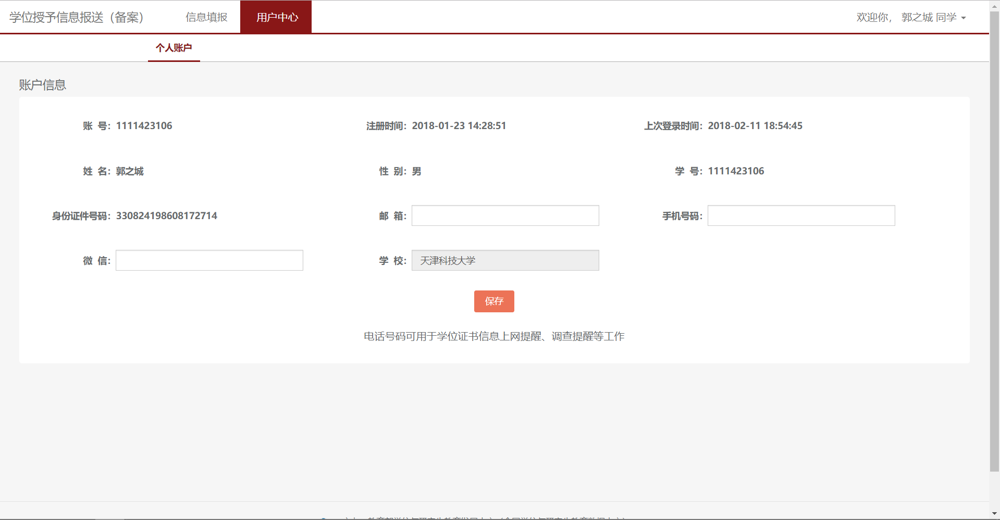 学位授予信息报送（备案） 信息填报 用户中心 欢迎你， 郭之城 同学
个人账户
账户信息
账 号：1111423106 注册时间：2018-01-23 14:28:51 上次登录时间：2018-02-11 18:54:45
姓 名：郭之城 性 别：男 学 号：1111423106
身份证件号码：330824198608172714 邮 箱： 手机号码：
微 信： 学 校：天津科技大学
保存
电话号码可用于学位证书信息上网提醒、调查提醒等工作